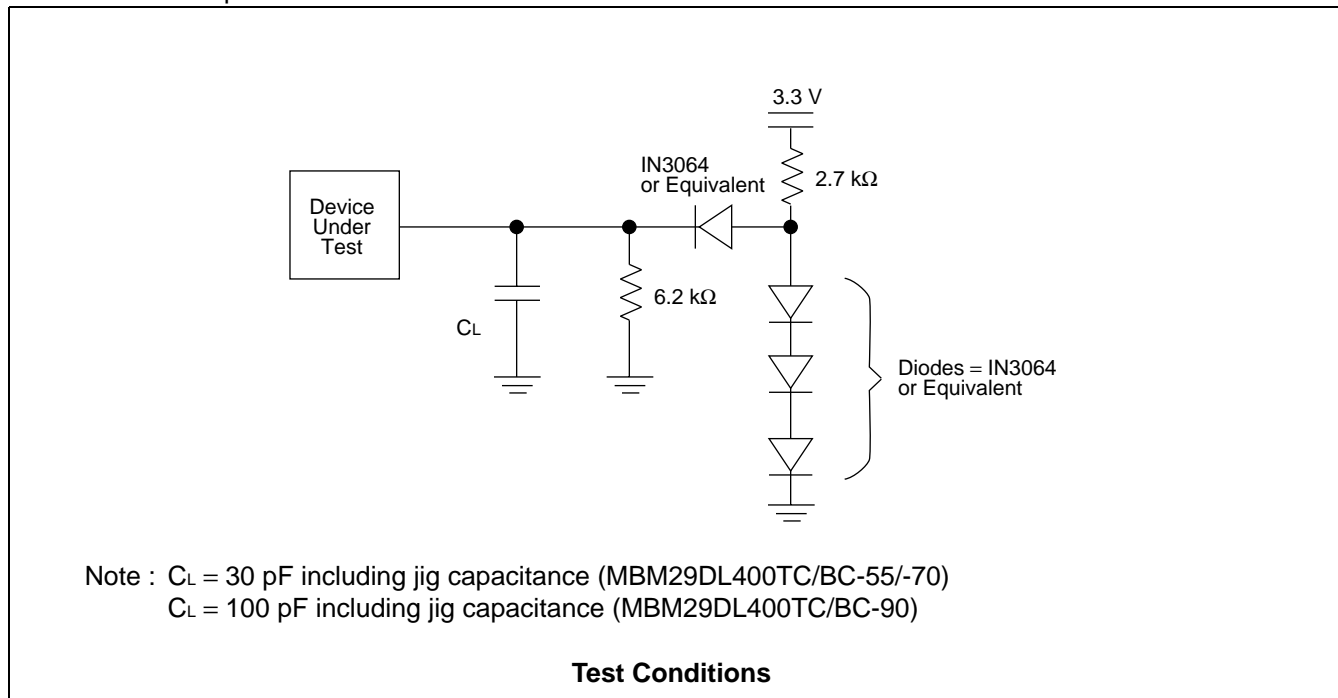 3.3 V
IN3064
or Equivalent
2.7 kΩ
Device
Under
Test
6.2 kΩ
CL
Diodes = IN3064
or Equivalent
Note : CL = 30 pF including jig capacitance (MBM29DL400TC/BC-55/-70)
CL = 100 pF including jig capacitance (MBM29DL400TC/BC-90)
Test Conditions